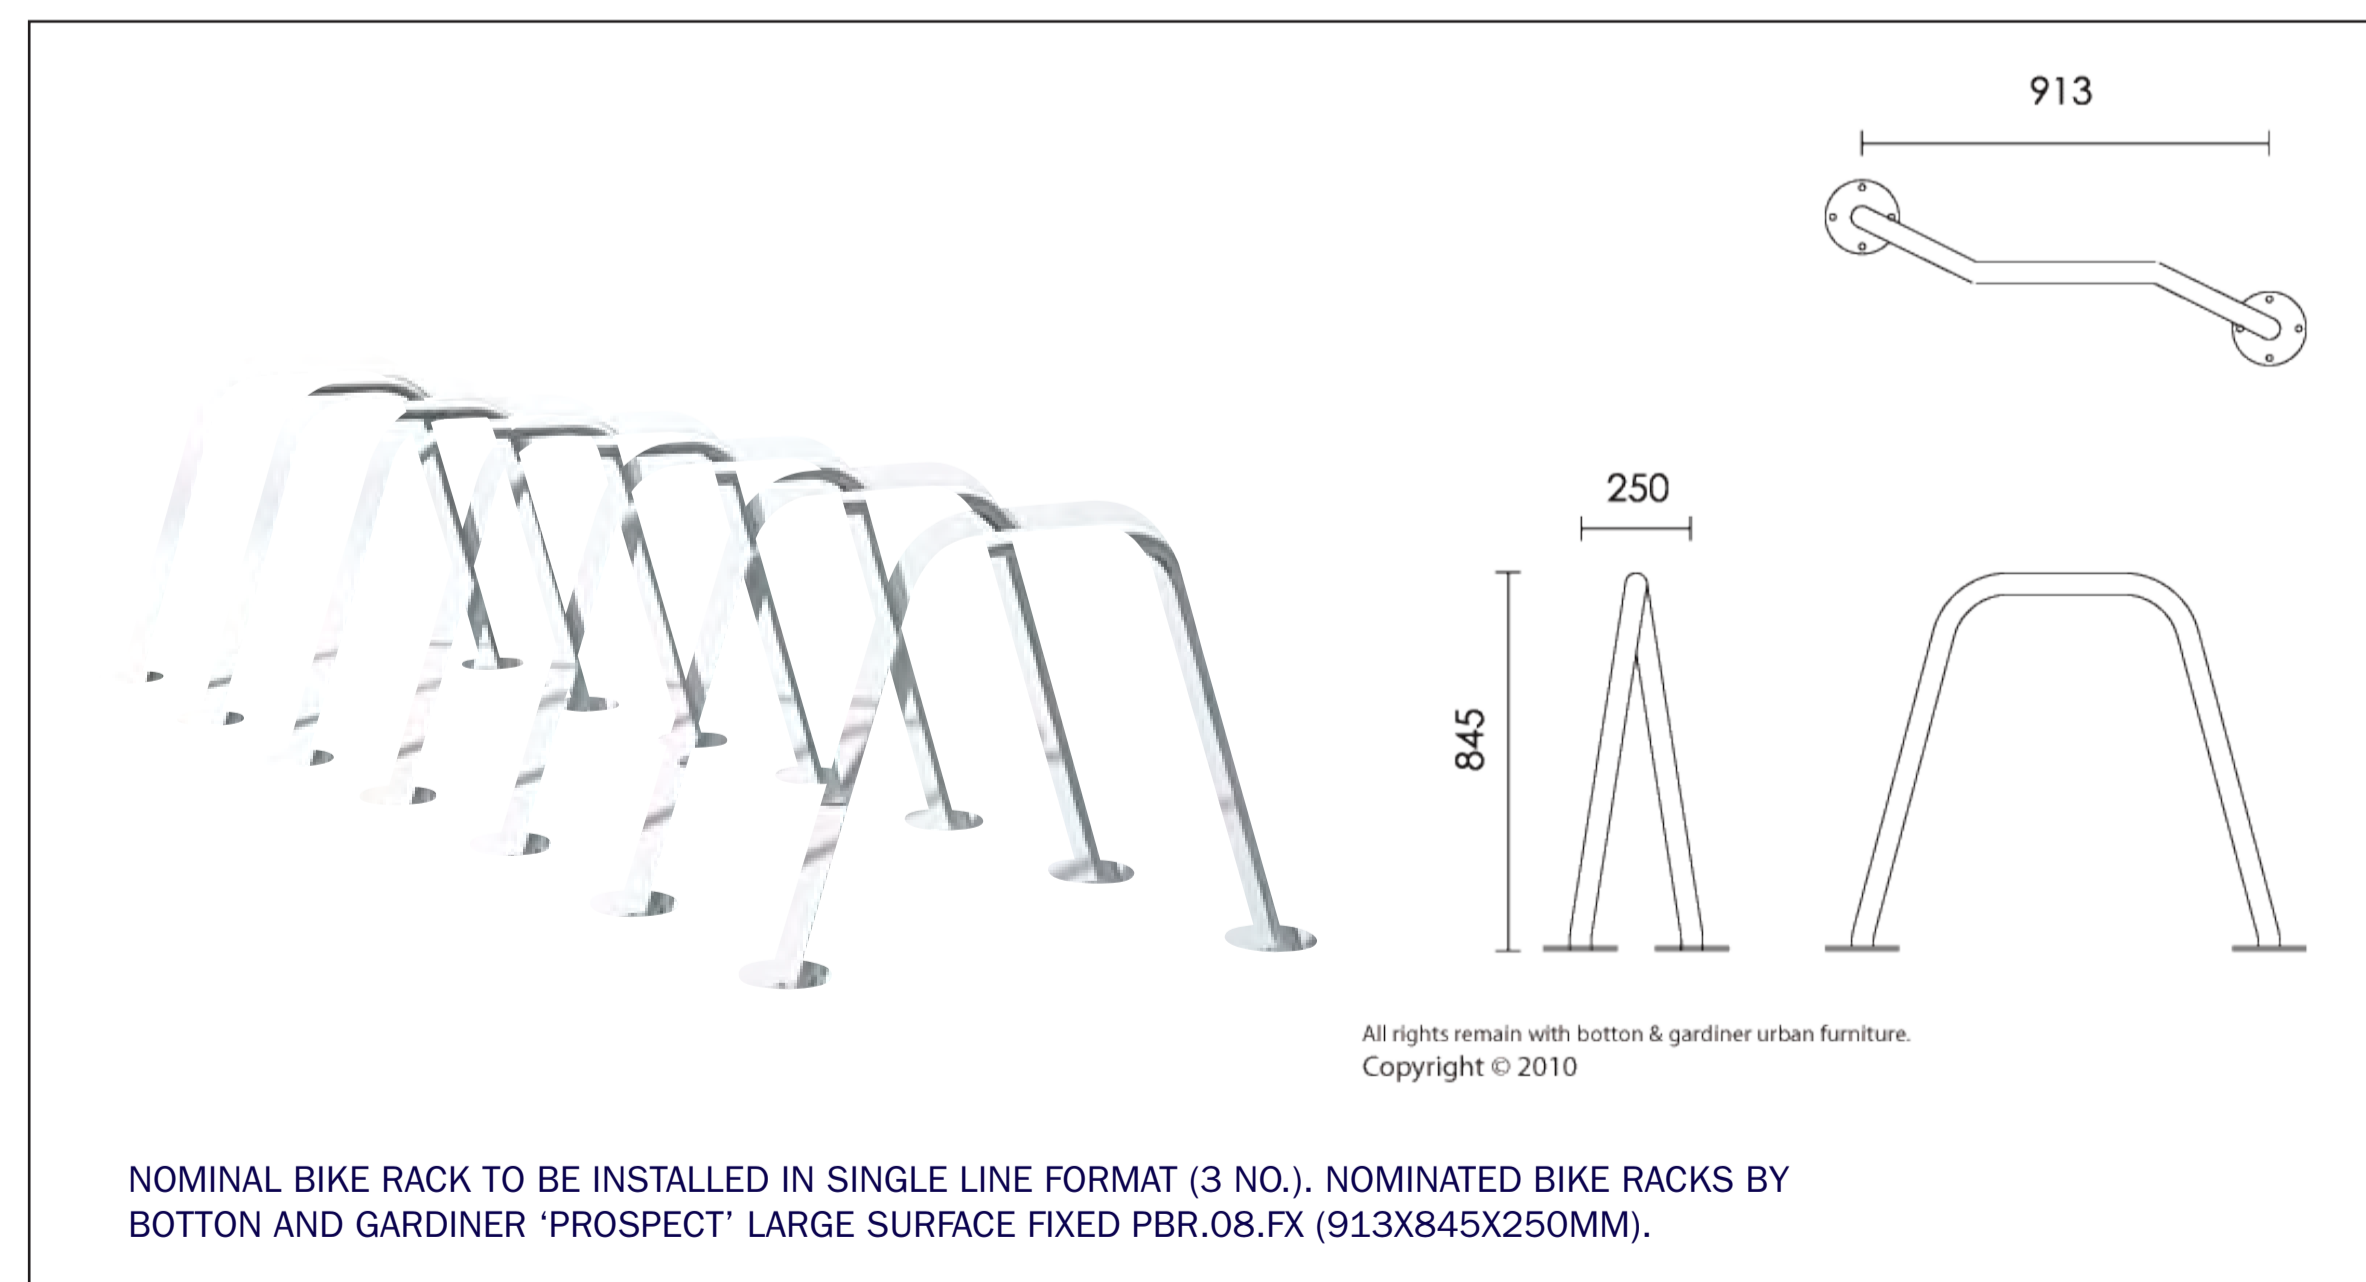 913
250
845
All rights remain with botton & gardiner urban furniture.
Copyright © 2010
NOMINAL BIKE RACK TO BE INSTALLED IN SINGLE LINE FORMAT (3 NO.). NOMINATED BIKE RACKS BY
BOTTON AND GARDINER ‘PROSPECT’ LARGE SURFACE FIXED PBR.08.FX (913X845X250MM).